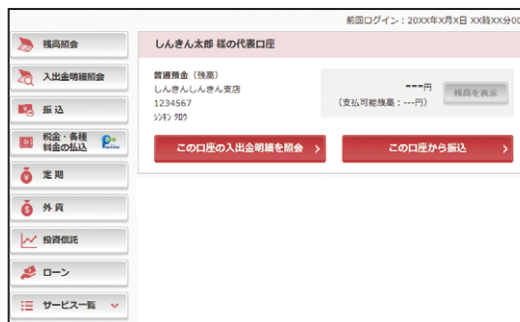 前回ログイン：20XX年X月X日 XX時XX分00
残高照会
入出金明細照会
振込
税金・各種
料金の払込
定期
外貨
投資信託
ローン
サービス一覧
しんきん太郎 様の代表口座
普通預金（残高）
しんきんしんきん支店
1234567
ｼﾝｷﾝ ﾀﾛｳ
---円
（支払可能残高：---円）
残高を表示
この口座の入出金明細を照会
この口座から振込